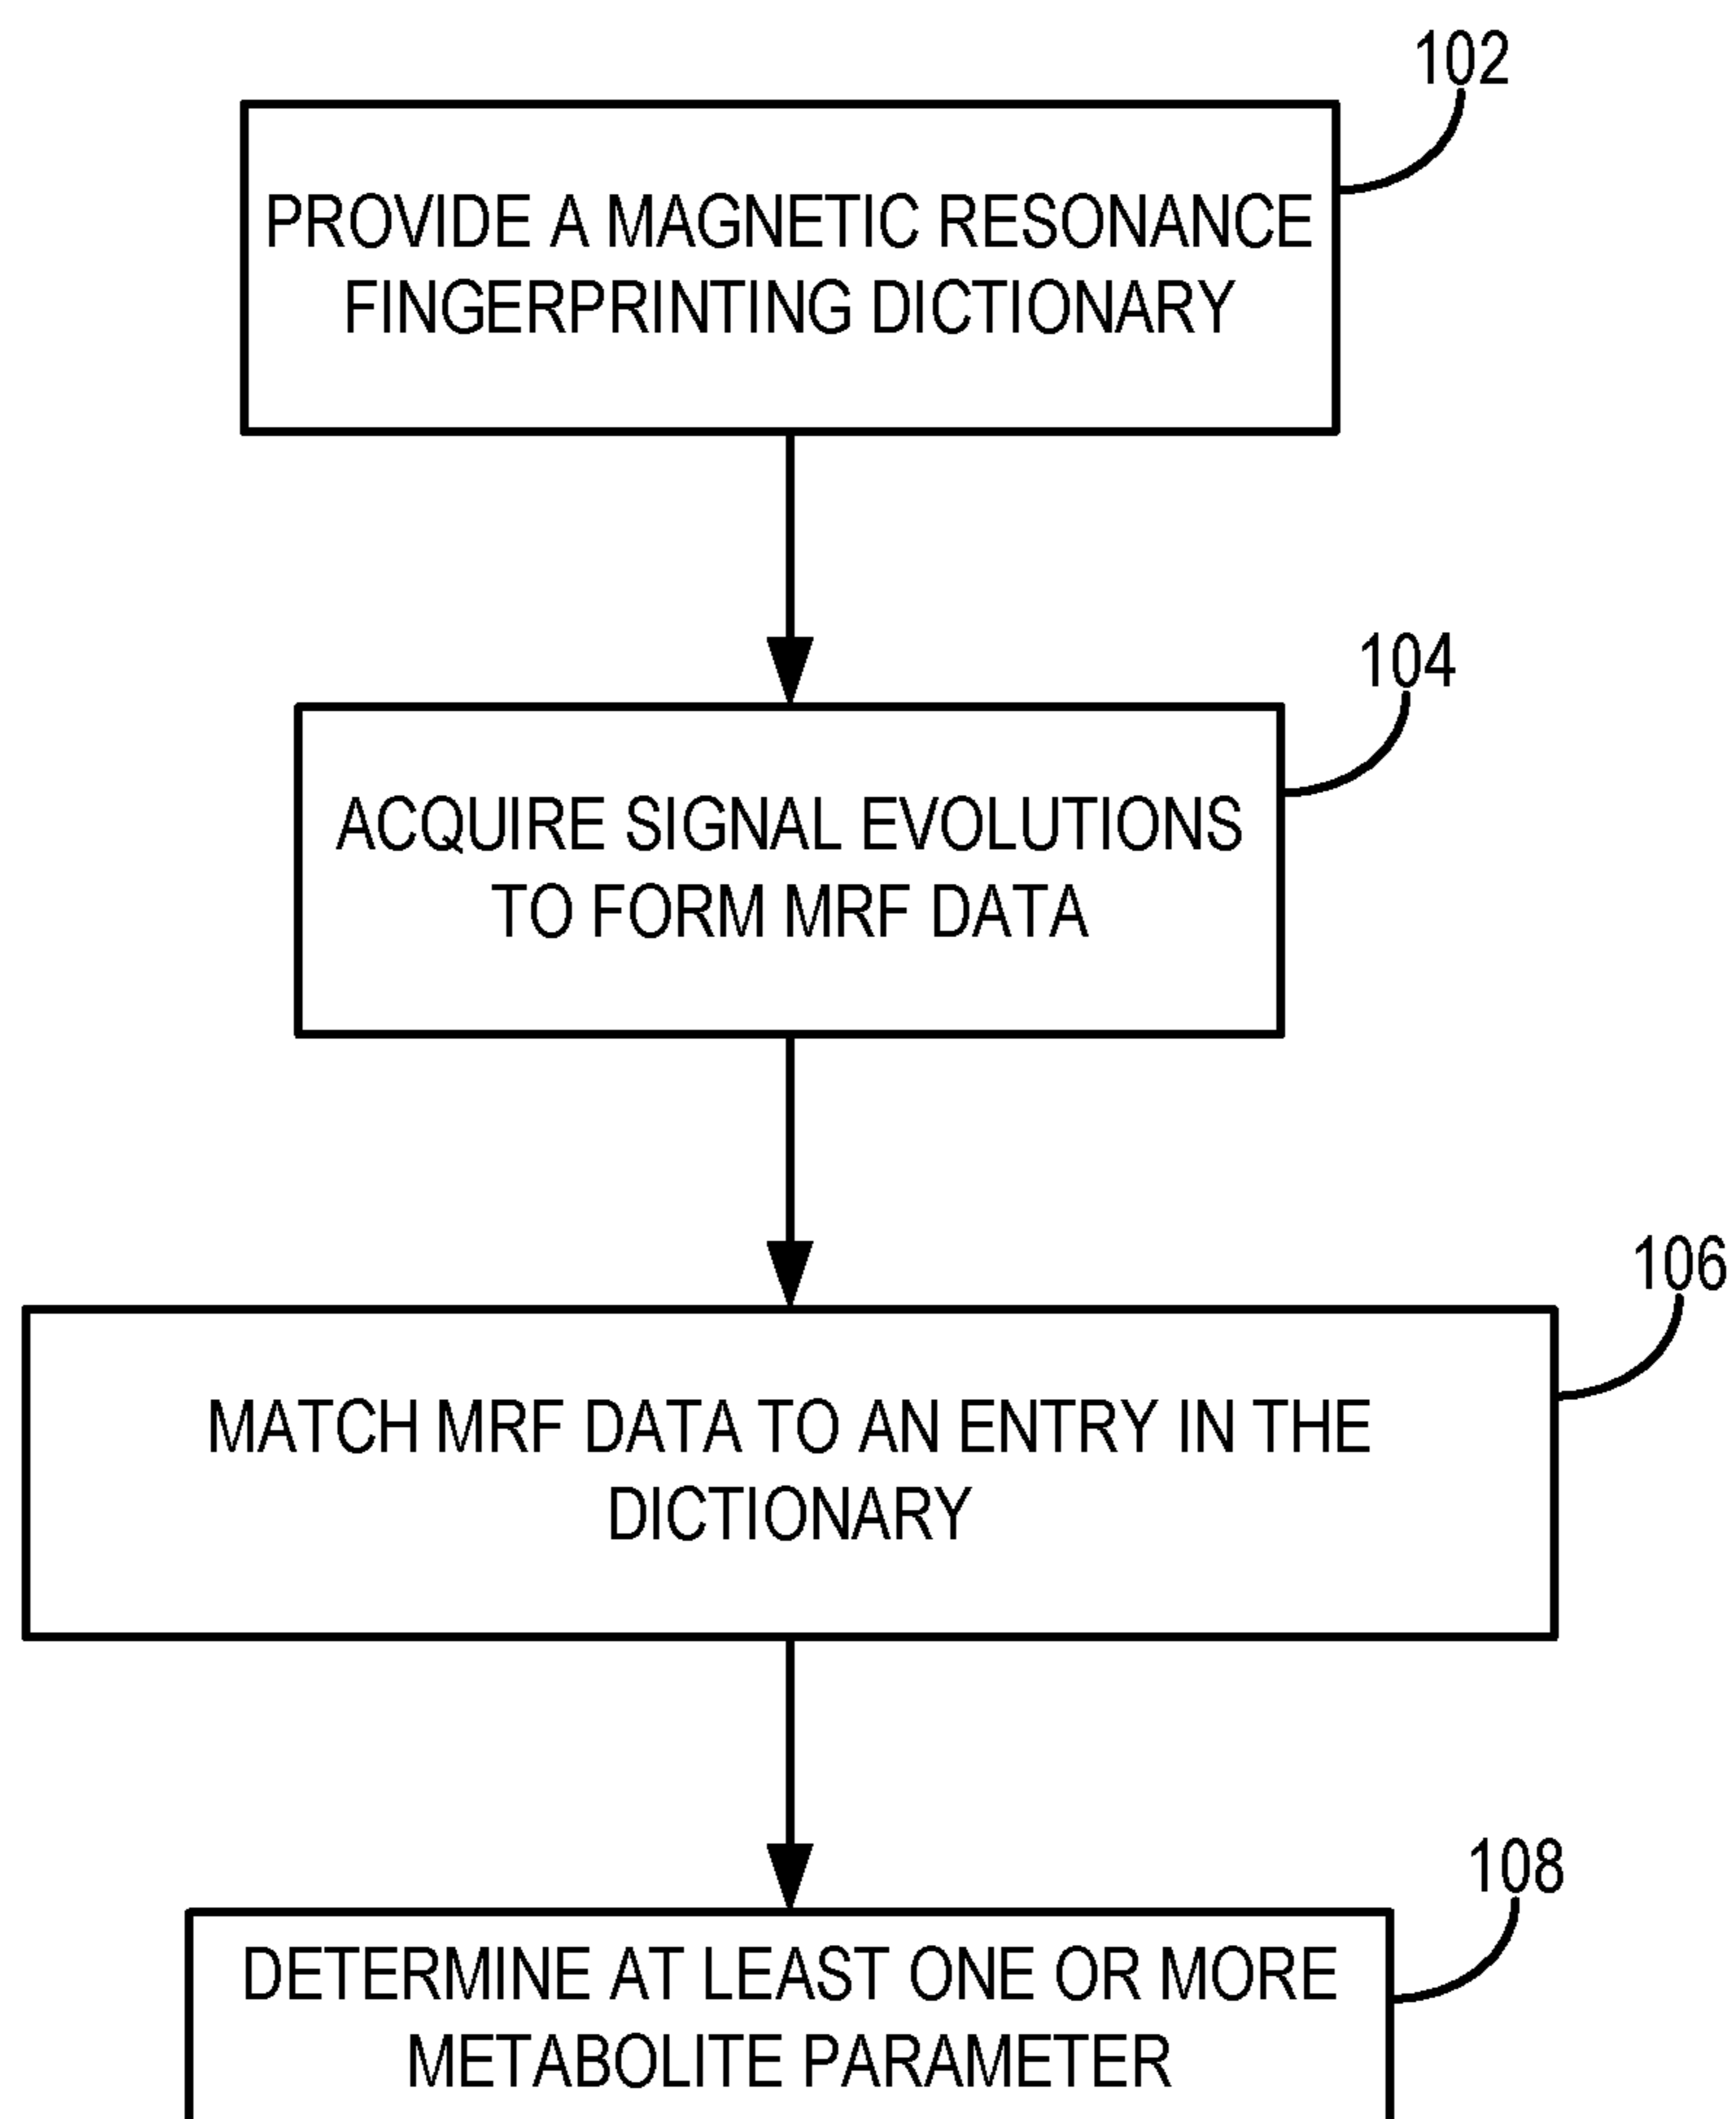 102
PROVIDE A MAGNETIC RESONANCE
FINGERPRINTING DICTIONARY
104
ACQUIRE SIGNAL EVOLUTIONS
TO FORM MRF DATA
106
MATCH MRF DATA TO AN ENTRY IN THE
DICTIONARY
108
DETERMINE AT LEAST ONE OR MORE
METABOLITE PARAMETER